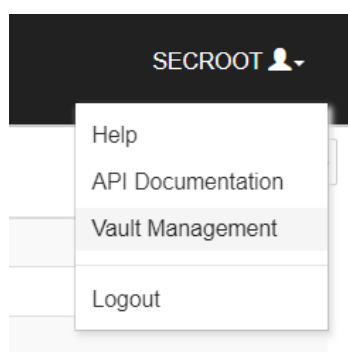 SECROOT
Help
API Documentation
Vault Management
Logout